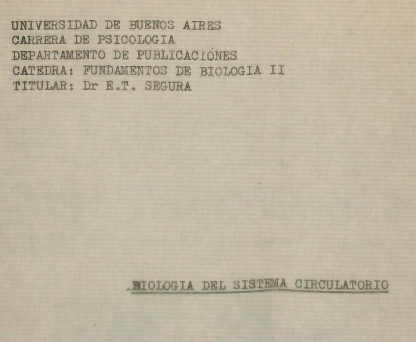 UNIVERSIDAD DE BUENOS AIRES
CARRERA DE PSICOLOGIA
DEPARTAMENTO DE PUBLICACIONES
CATEDRA: FUNDAMENTOS DE BIOLOGIA II
TITULAR: Dr E.T. SEGURA
BIOLOGIA DEL SISTEMA CIRCULATORIO